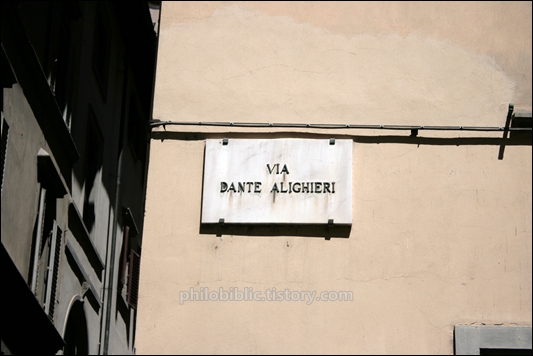 VIA
DANTE ALIGHIERI
philobiblic.tistory.com